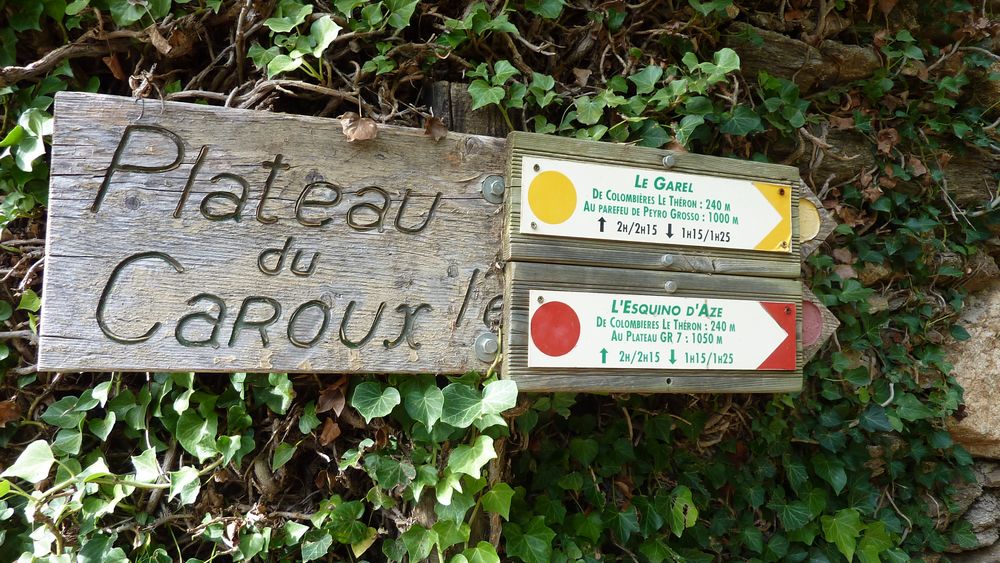 Plateau
du
Caroux
LE GAREL
DE COLOMBIÈRES LE THÉRON : 240 M
AU PAREFEU DE PEYRO GROSSO : 1000 M
↑ 2H/2H15 ↓ 1H15/1H25
L'ESQUINO D'AZE
DE COLOMBIÈRES LE THÉRON : 240 M
AU PLATEAU GR 7 : 1050 M
↑ 2H/2H15 ↓ 1H15/1H25